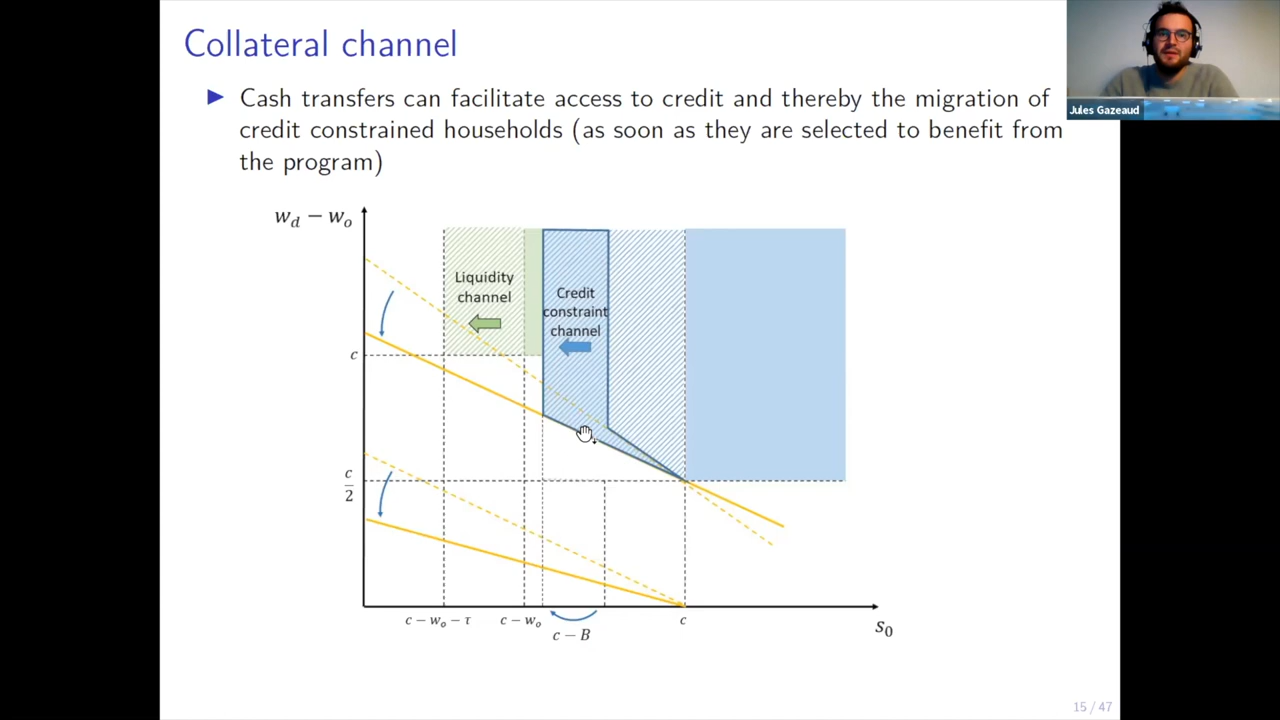 Collateral channel
Jules Gazeaud
▶ Cash transfers can facilitate access to credit and thereby the migration of
credit constrained households (as soon as they are selected to benefit from
the program)
w_d − w_o
Liquidity
channel
Credit
constraint
channel
c
c/2
c − w_o − τ
c − w_o
c − B
c
s_0
15 / 47